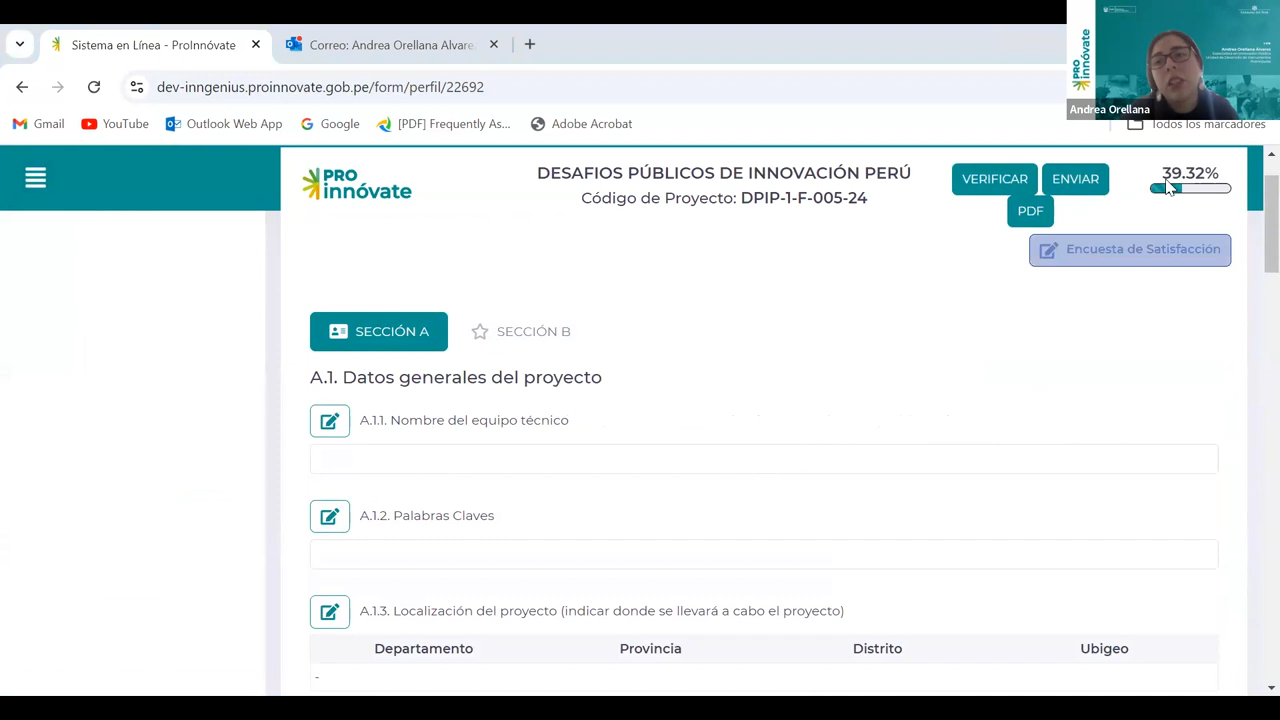 Sistema en Línea - ProInnóvate
Correo: Andrea Orellana Alvare
dev-inngenius.proinnovate.gob.pe/form/perfil/22692
Gmail
YouTube
Outlook Web App
Google
Adobe Acrobat
Todos los marcadores
PRO
innóvate
Andrea Orellana
PRO
innóvate
DESAFIOS PÚBLICOS DE INNOVACIÓN PERÚ
Código de Proyecto: DPIP-1-F-005-24
VERIFICAR
ENVIAR
PDF
39.32%
Encuesta de Satisfacción
SECCIÓN A
SECCIÓN B
A.1. Datos generales del proyecto
A.1.1. Nombre del equipo técnico
A.1.2. Palabras Claves
A.1.3. Localización del proyecto (indicar donde se llevará a cabo el proyecto)
Departamento Provincia Distrito Ubigeo
-